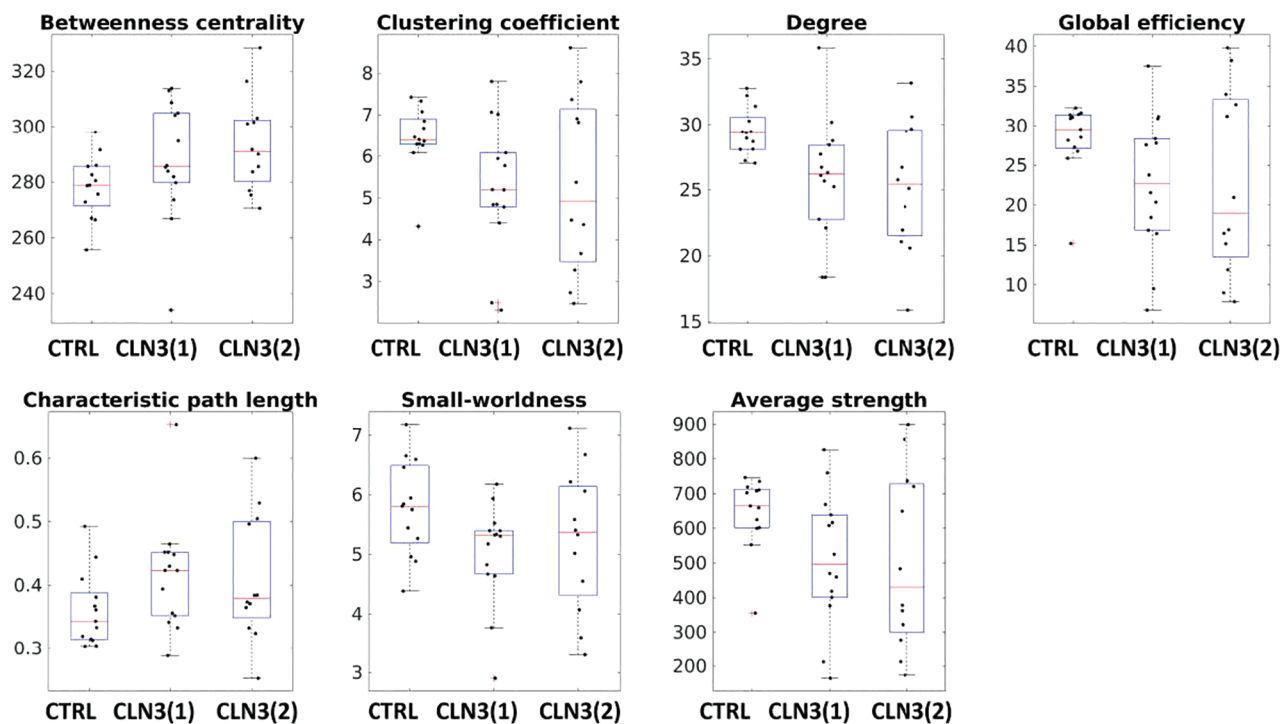 Betweenness centrality
320
300
280
260
240
CTRL CLN3(1) CLN3(2)
Clustering coefficient
8
7
6
5
4
3
CTRL CLN3(1) CLN3(2)
Degree
35
30
25
20
15
CTRL CLN3(1) CLN3(2)
Global efficiency
40
35
30
25
20
15
10
CTRL CLN3(1) CLN3(2)
Characteristic path length
0.6
0.5
0.4
0.3
CTRL CLN3(1) CLN3(2)
Small-worldness
7
6
5
4
3
CTRL CLN3(1) CLN3(2)
Average strength
900
800
700
600
500
400
300
200
CTRL CLN3(1) CLN3(2)